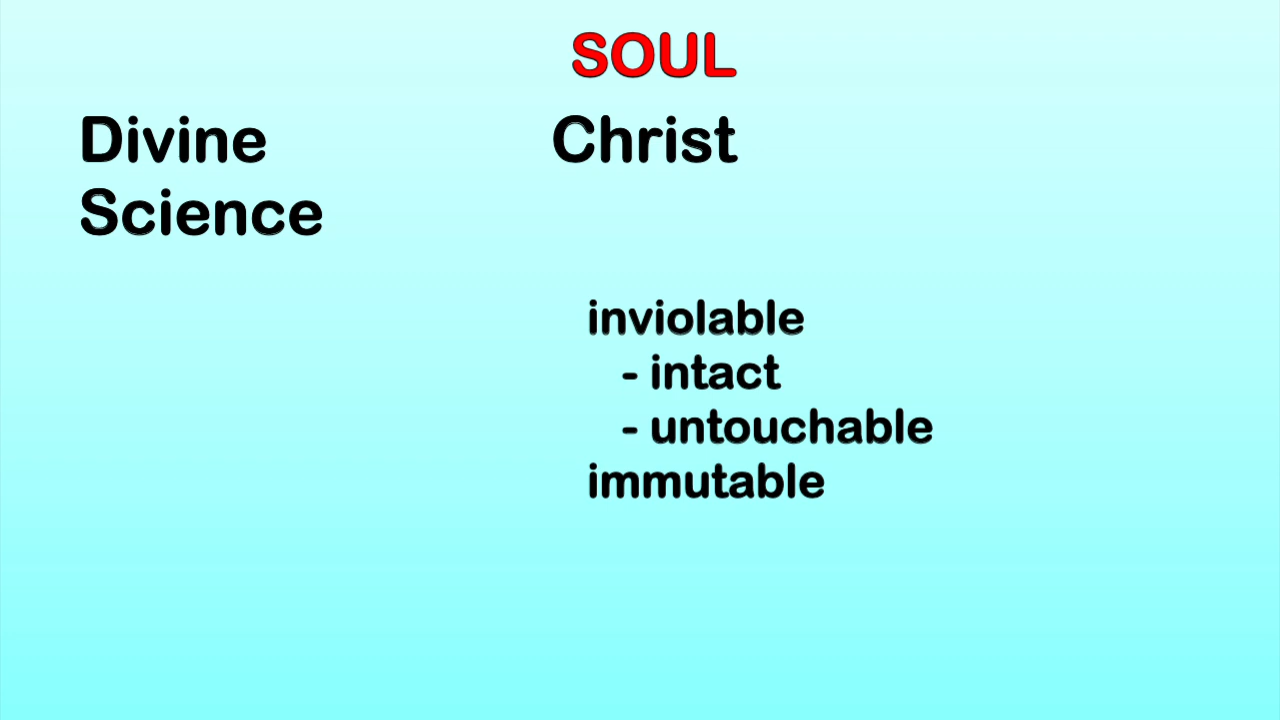 SOUL
Divine Christ
Science
inviolable
- intact
- untouchable
immutable